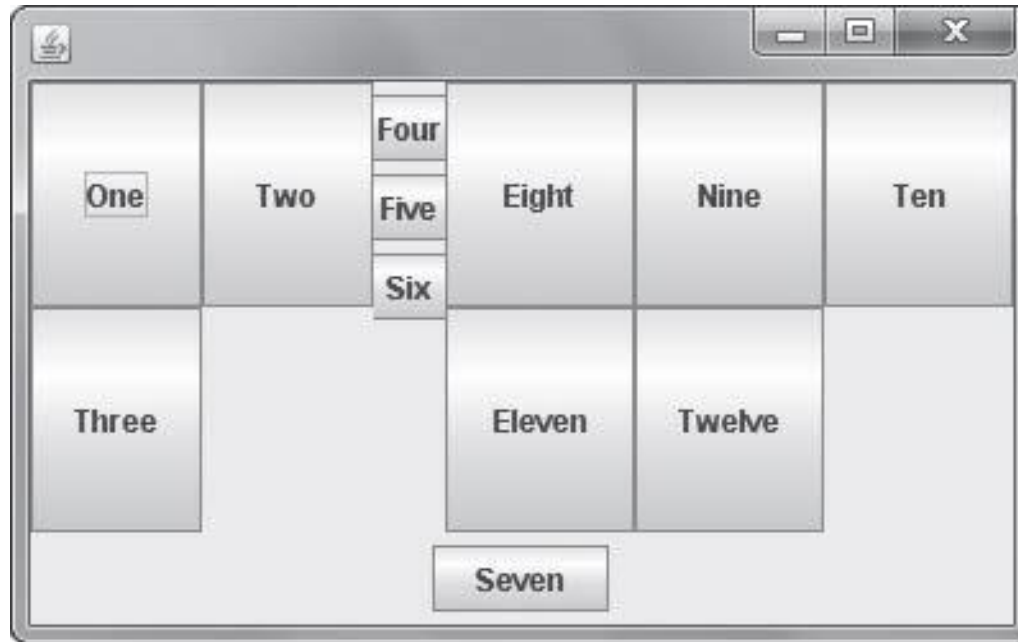 One
Two
Four
Five
Six
Eight
Nine
Ten
Three
Eleven
Twelve
Seven